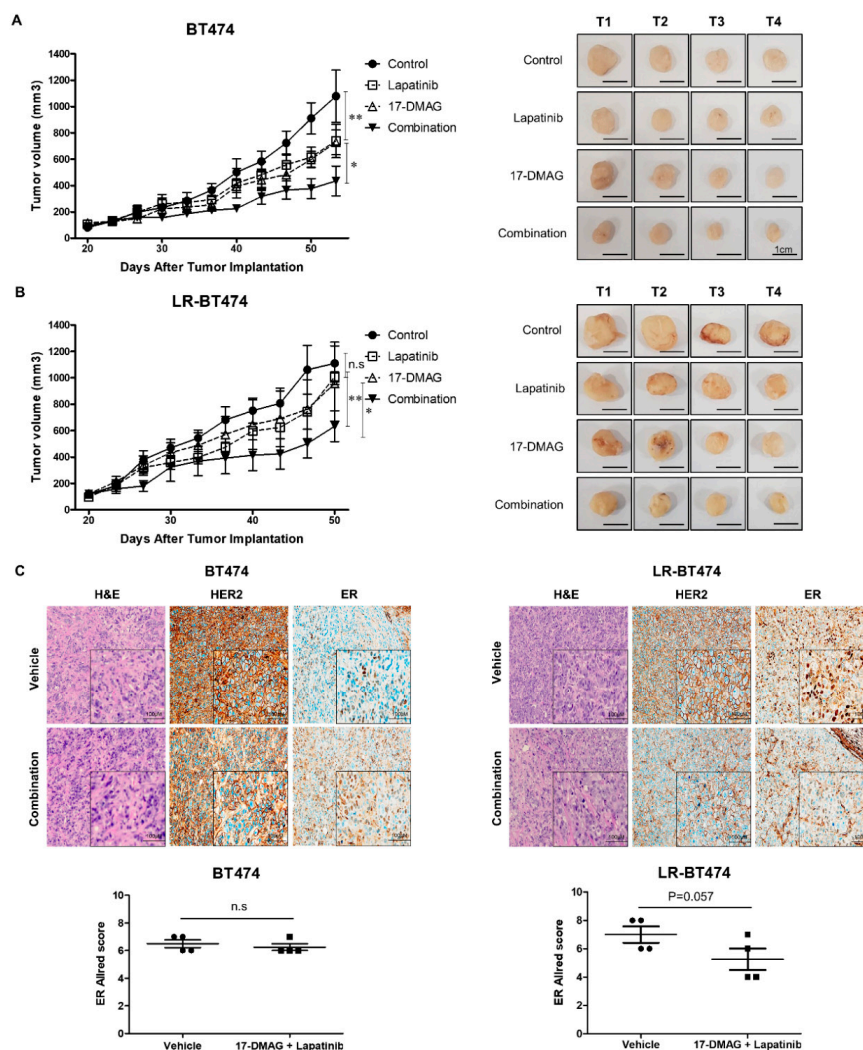 A
BT474
Tumor volume (mm3)
1400
1200
1000
800
600
400
200
0
20
30
40
50
Days After Tumor Implantation
Control
Lapatinib
17-DMAG
Combination
**
*
T1
T2
T3
T4
Control
Lapatinib
17-DMAG
Combination
1cm
B
LR-BT474
Tumor volume (mm3)
1400
1200
1000
800
600
400
200
0
20
30
40
50
Days After Tumor Implantation
Control
Lapatinib
17-DMAG
Combination
n.s
**
*
T1
T2
T3
T4
Control
Lapatinib
17-DMAG
Combination
C
BT474
H&E
HER2
ER
Vehicle
Combination
LR-BT474
H&E
HER2
ER
Vehicle
Combination
BT474
ER Allred score
10
8
6
4
2
0
n.s
Vehicle
17-DMAG + Lapatinib
LR-BT474
ER Allred score
10
8
6
4
2
0
P=0.057
Vehicle
17-DMAG + Lapatinib